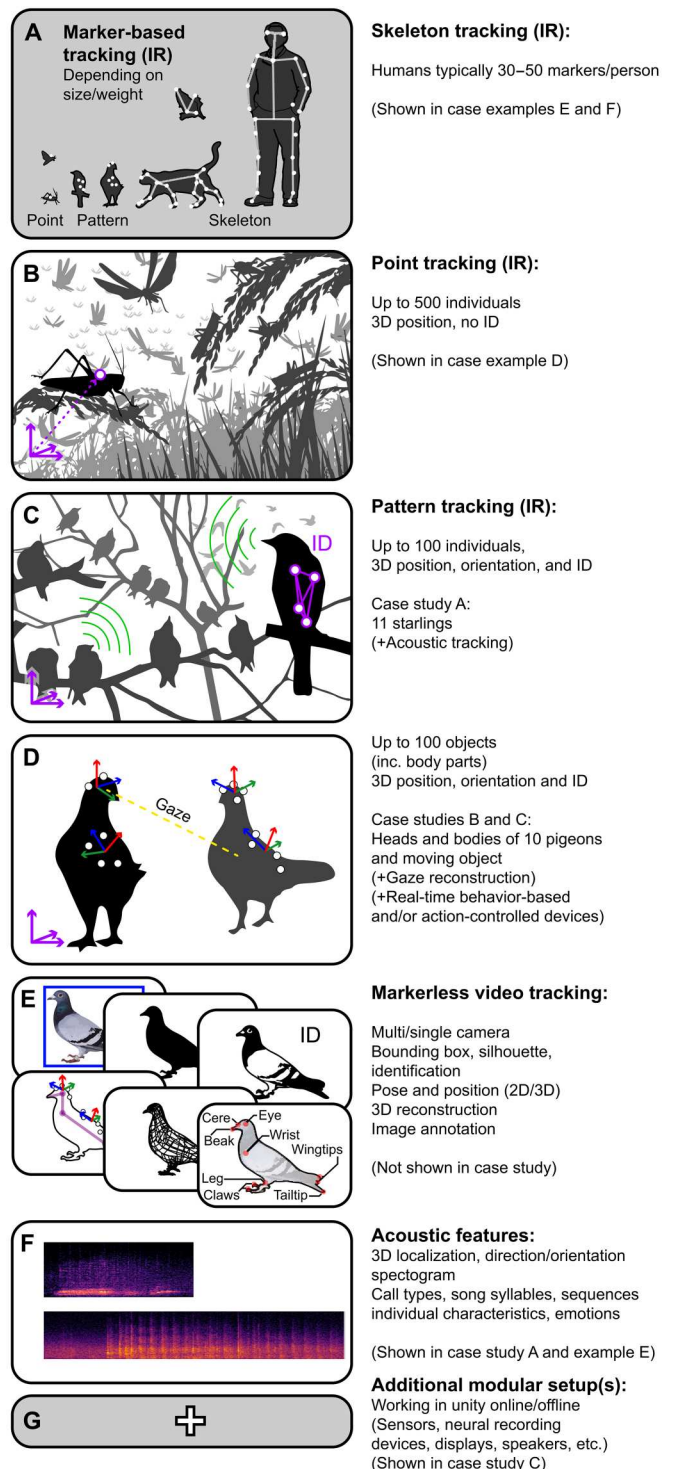 A
Marker-based
tracking (IR)
Depending on
size/weight
Point
Pattern
Skeleton
Skeleton tracking (IR):
Humans typically 30–50 markers/person
(Shown in case examples E and F)
B
Point tracking (IR):
Up to 500 individuals
3D position, no ID
(Shown in case example D)
C
ID
Pattern tracking (IR):
Up to 100 individuals,
3D position, orientation, and ID
Case study A:
11 starlings
(+Acoustic tracking)
D
Gaze
Up to 100 objects
(inc. body parts)
3D position, orientation and ID
Case studies B and C:
Heads and bodies of 10 pigeons
and moving object
(+Gaze reconstruction)
(+Real-time behavior-based
and/or action-controlled devices)
E
ID
Cere
Eye
Beak
Wrist
Wingtips
Leg
Claws
Tailtip
Markerless video tracking:
Multi/single camera
Bounding box, silhouette,
identification
Pose and position (2D/3D)
3D reconstruction
Image annotation
(Not shown in case study)
F
Acoustic features:
3D localization, direction/orientation
spectogram
Call types, song syllables, sequences
individual characteristics, emotions
(Shown in case study A and example E)
G
Additional modular setup(s):
Working in unity online/offline
(Sensors, neural recording
devices, displays, speakers, etc.)
(Shown in case study C)